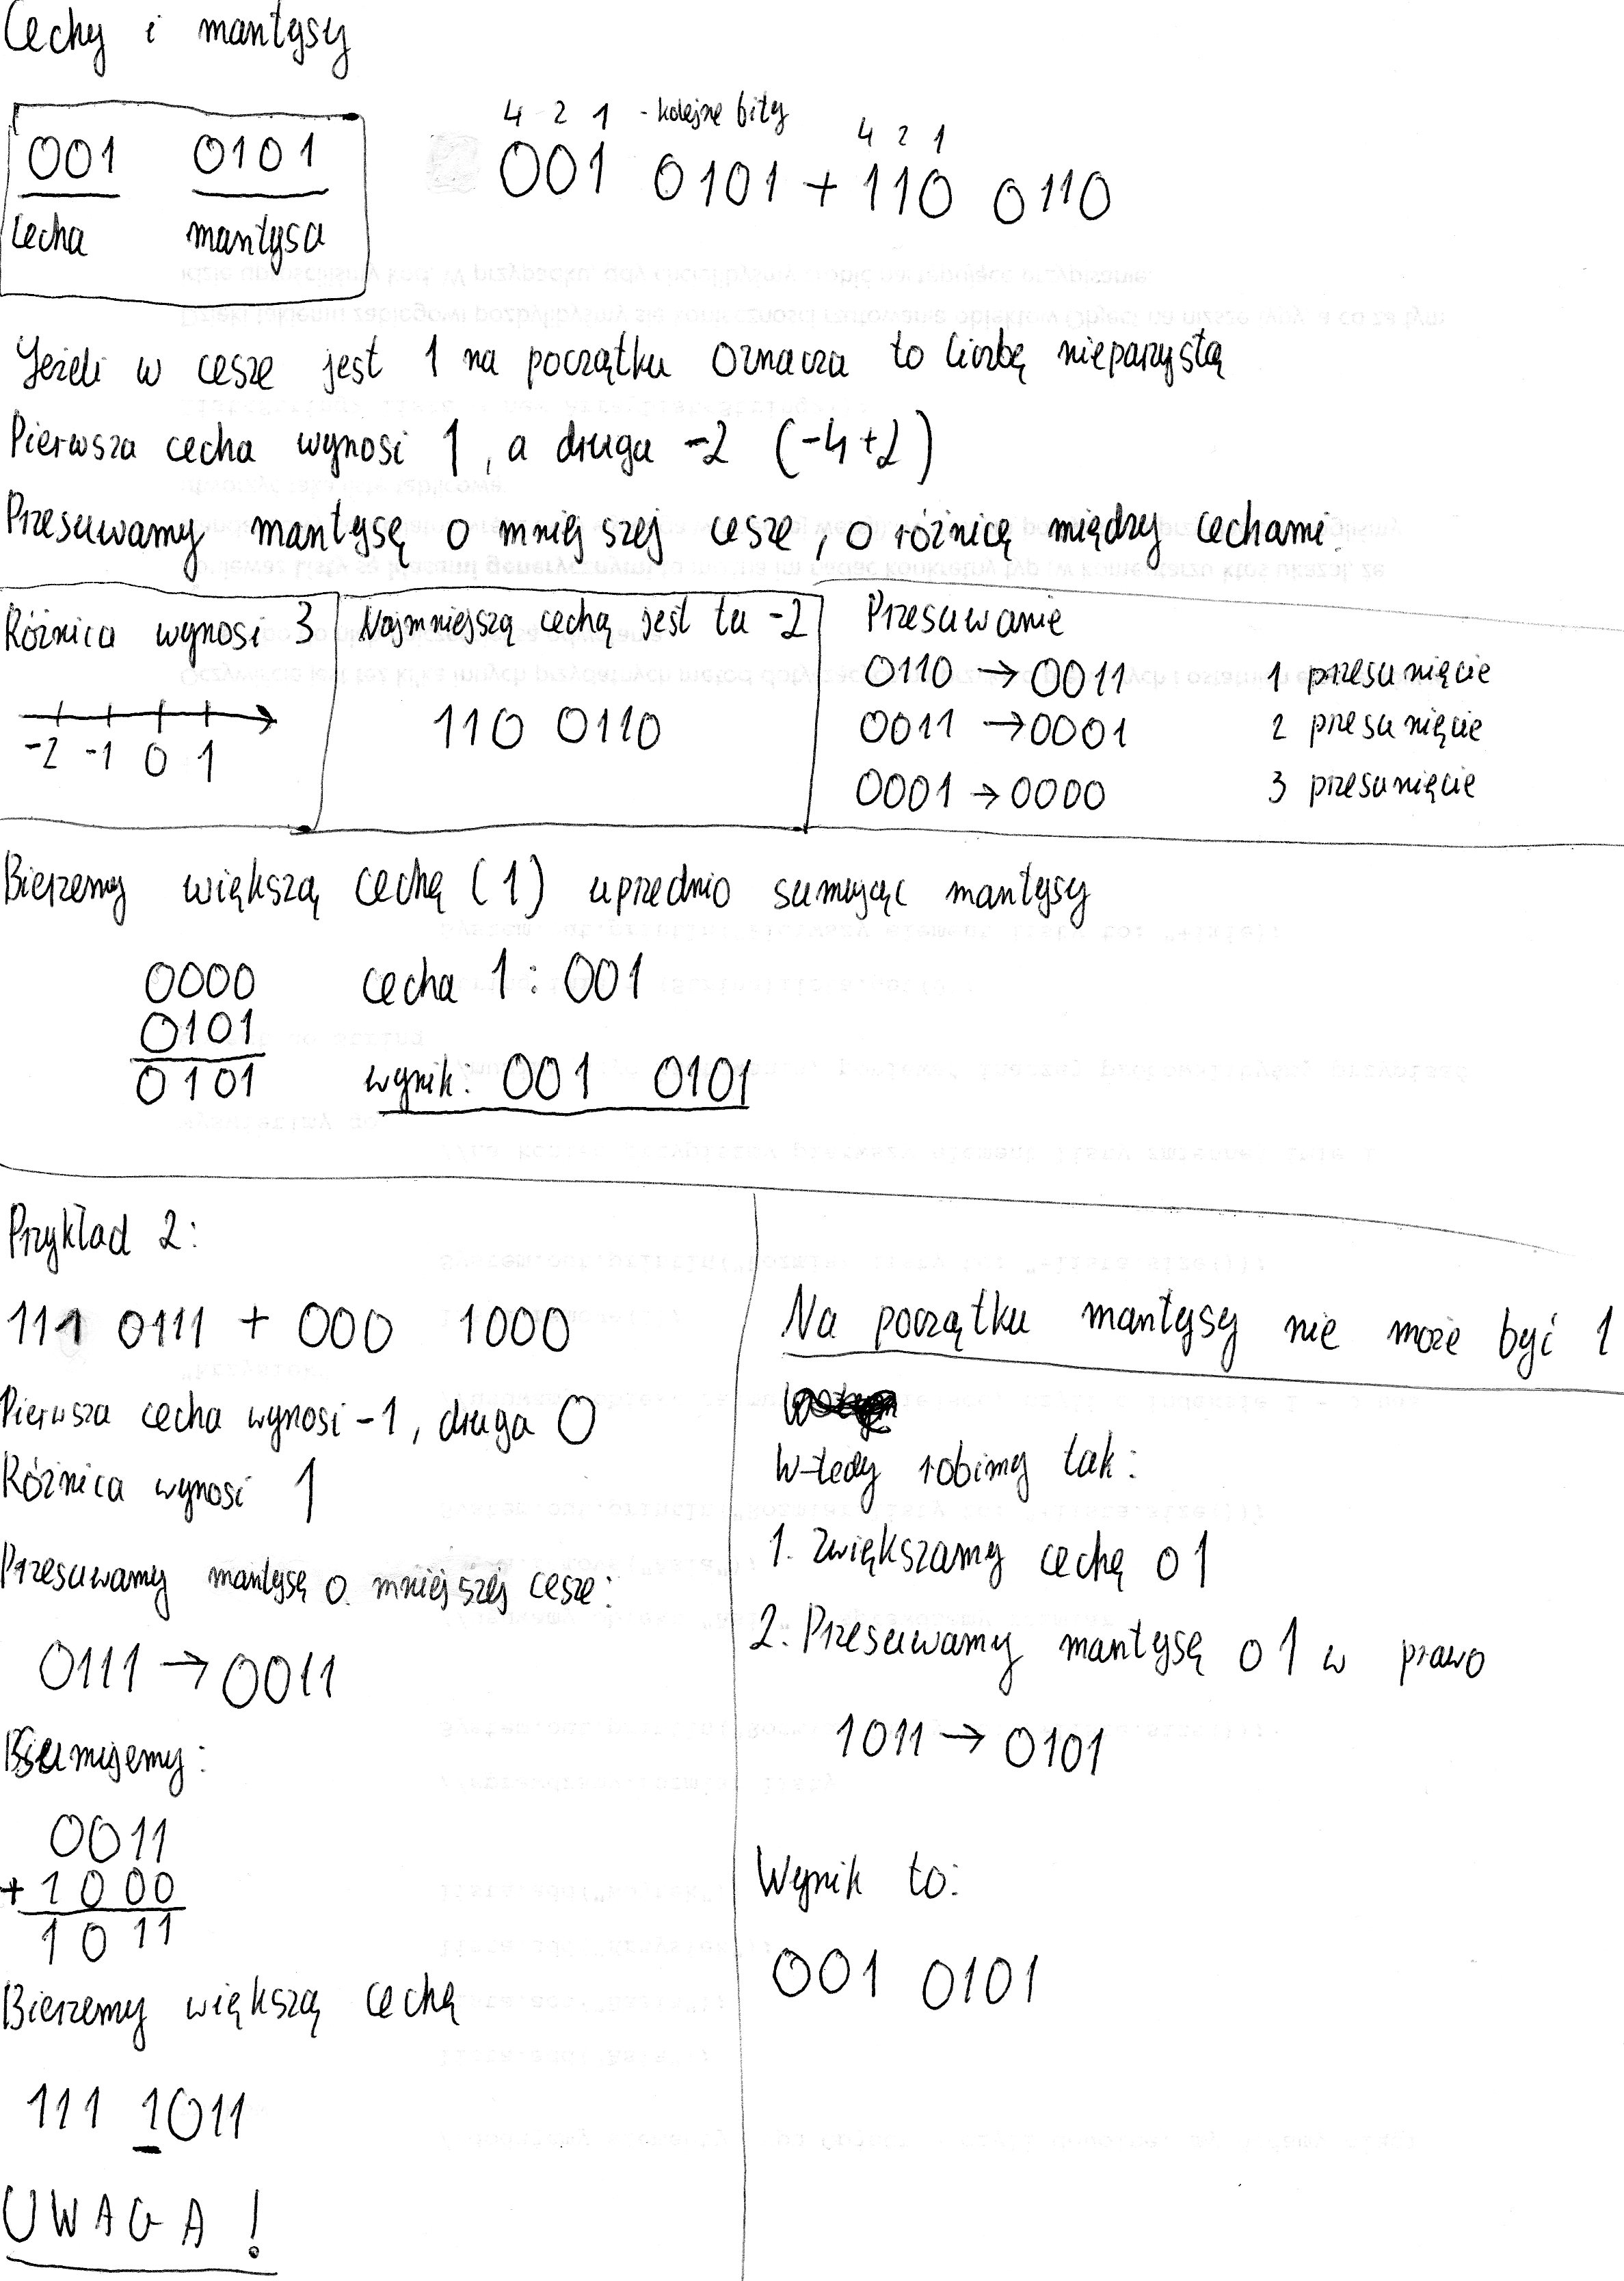 Cechy i mantysy
001 0101
cecha mantysa
4 2 1 - kolejne bity
4 2 1
001 0101 + 110 0110
Jeżeli w cesze jest 1 na początku oznacza to liczbę nieparzystą
Pierwsza cecha wynosi 1, a druga -2 (-4+2)
Przesuwamy mantysę o mniejszej cesze, o różnicę między cechami.
Różnica wynosi 3
-2 -1 0 1
Najmniejszą cechą jest tu -2
110 0110
Przesuwanie
0110 → 0011 1 przesunięcie
0011 → 0001 2 przesunięcie
0001 → 0000 3 przesunięcie
Bierzemy większą cechę (1) uprzednio sumując mantysy
0000
0101
0101
cecha 1: 001
wynik: 001 0101
Przykład 2:
111 0111 + 000 1000
Pierwsza cecha wynosi -1, druga 0
Różnica wynosi 1
Przesuwamy mantysę o mniejszej cesze:
0111 → 0011
Sumujemy:
0011
+ 1000
1011
Bierzemy większą cechę
111 1011
UWAGA!
Na początku mantysy nie może być 1
Wtedy robimy tak:
1. Zwiększamy cechę o 1
2. Przesuwamy mantysę o 1 w prawo
1011 → 0101
Wynik to:
001 0101